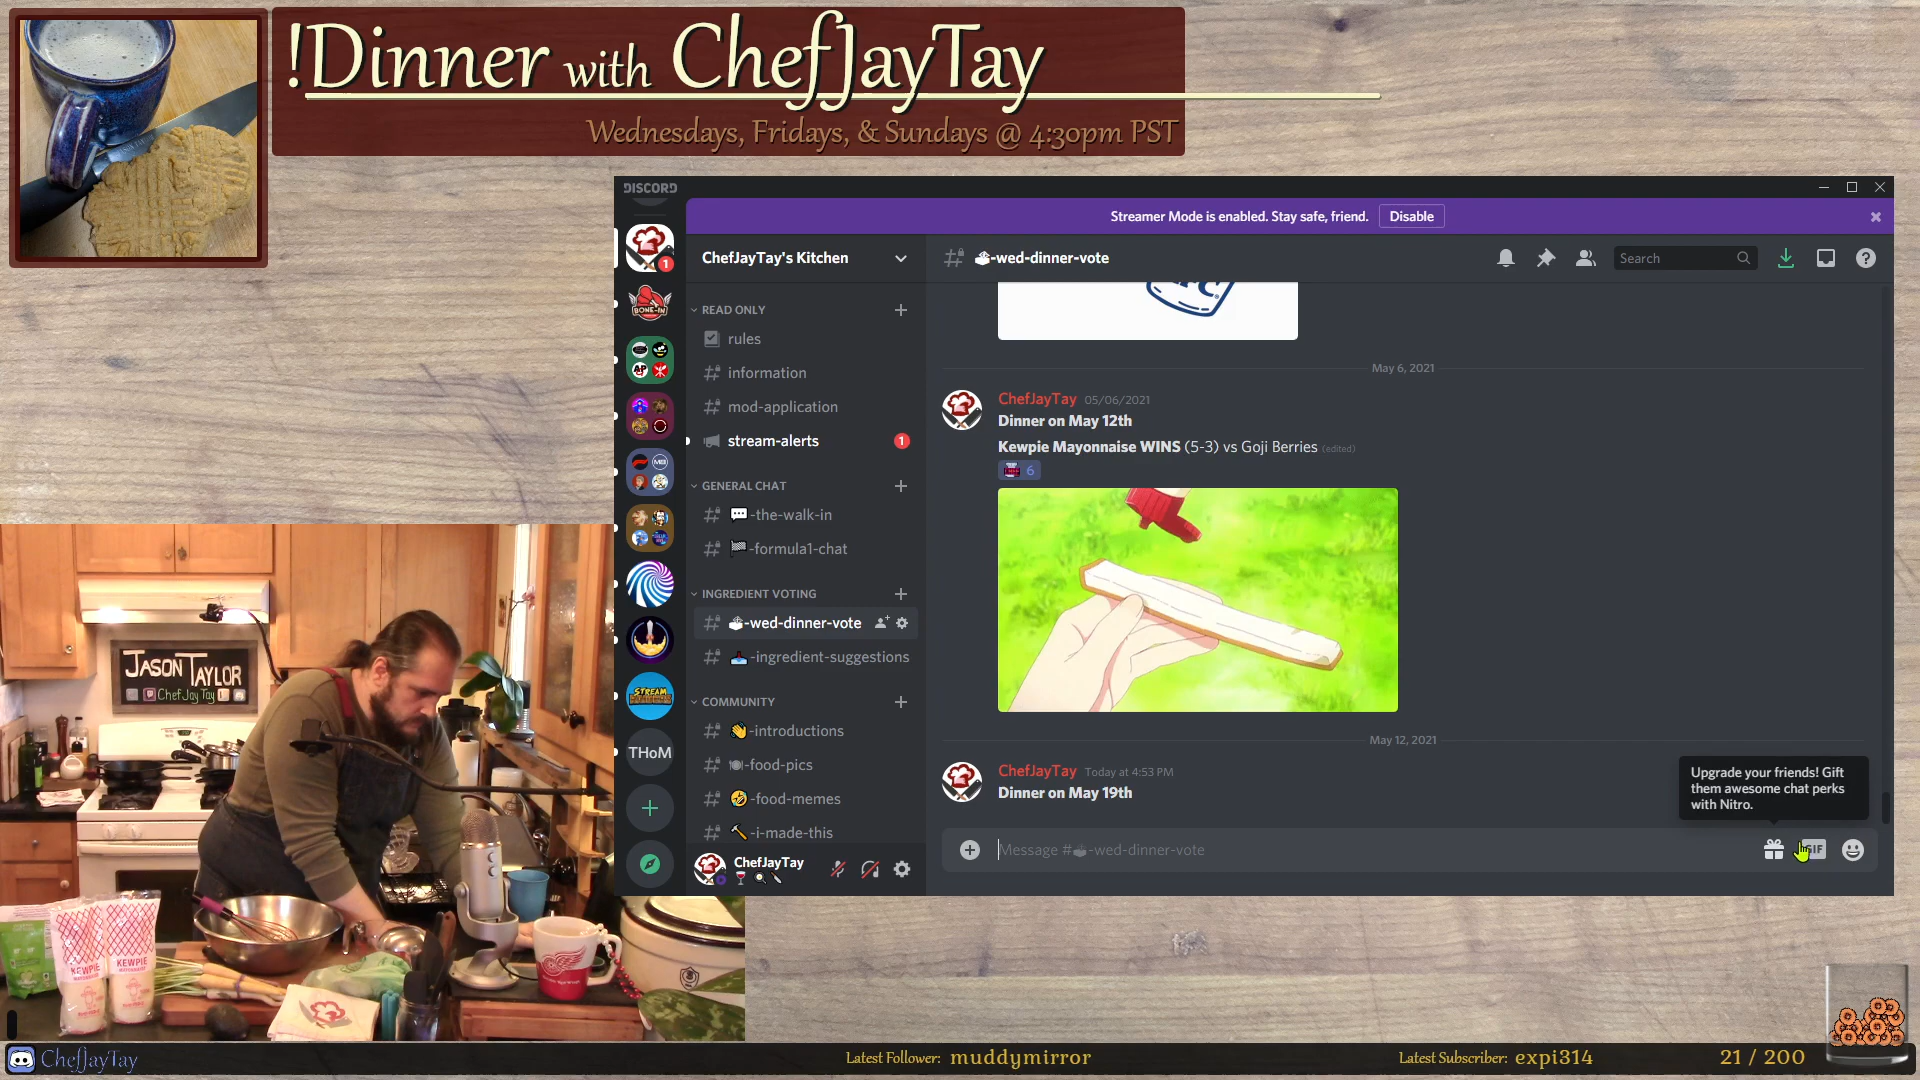 !Dinner with ChefJayTay
Wednesdays, Fridays, & Sundays @ 4:30pm PST
DISCORD
Streamer Mode is enabled. Stay safe, friend.
Disable
ChefJayTay's Kitchen
-wed-dinner-vote
Search
READ ONLY
rules
information
mod-application
stream-alerts
1
GENERAL CHAT
-the-walk-in
-formula1-chat
INGREDIENT VOTING
-wed-dinner-vote
-ingredient-suggestions
COMMUNITY
-introductions
-food-pics
-food-memes
-i-made-this
1
BONE-IN
THoM
May 6, 2021
ChefJayTay 05/06/2021
Dinner on May 12th
Kewpie Mayonnaise WINS (5-3) vs Goji Berries (edited)
6
May 12, 2021
ChefJayTay Today at 4:53 PM
Dinner on May 19th
Upgrade your friends! Gift
them awesome chat perks
with Nitro.
Message #-wed-dinner-vote
GIF
ChefJayTay
JASON
TAYLOR
ChefJayTay
KEWPIE
KEWPIE
ChefJayTay
Latest Follower: muddymirror
Latest Subscriber: expi314
21 / 200